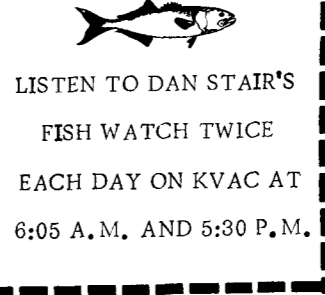 LISTEN TO DAN STAIR'S
FISH WATCH TWICE
EACH DAY ON KVAC AT
6:05 A.M. AND 5:30 P.M.